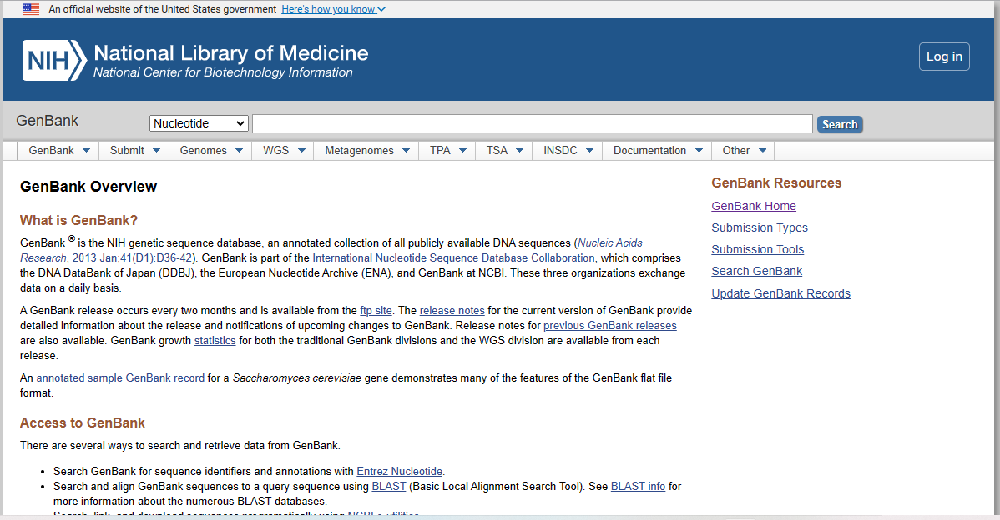 An official website of the United States government Here's how you know
NIH National Library of Medicine
National Center for Biotechnology Information
Log in
GenBank Nucleotide Search
GenBank Submit Genomes WGS Metagenomes TPA TSA INSDC Documentation Other
GenBank Overview
What is GenBank?
GenBank ® is the NIH genetic sequence database, an annotated collection of all publicly available DNA sequences (Nucleic Acids
Research, 2013 Jan;41(D1):D36-42). GenBank is part of the International Nucleotide Sequence Database Collaboration, which comprises
the DNA DataBank of Japan (DDBJ), the European Nucleotide Archive (ENA), and GenBank at NCBI. These three organizations exchange
data on a daily basis.
A GenBank release occurs every two months and is available from the ftp site. The release notes for the current version of GenBank provide
detailed information about the release and notifications of upcoming changes to GenBank. Release notes for previous GenBank releases
are also available. GenBank growth statistics for both the traditional GenBank divisions and the WGS division are available from each
release.
An annotated sample GenBank record for a Saccharomyces cerevisiae gene demonstrates many of the features of the GenBank flat file
format.
Access to GenBank
There are several ways to search and retrieve data from GenBank.
• Search GenBank for sequence identifiers and annotations with Entrez Nucleotide.
• Search and align GenBank sequences to a query sequence using BLAST (Basic Local Alignment Search Tool). See BLAST info for
more information about the numerous BLAST databases.
• Search, link, and download sequences programatically using NCBI e-utilities.
GenBank Resources
GenBank Home
Submission Types
Submission Tools
Search GenBank
Update GenBank Records